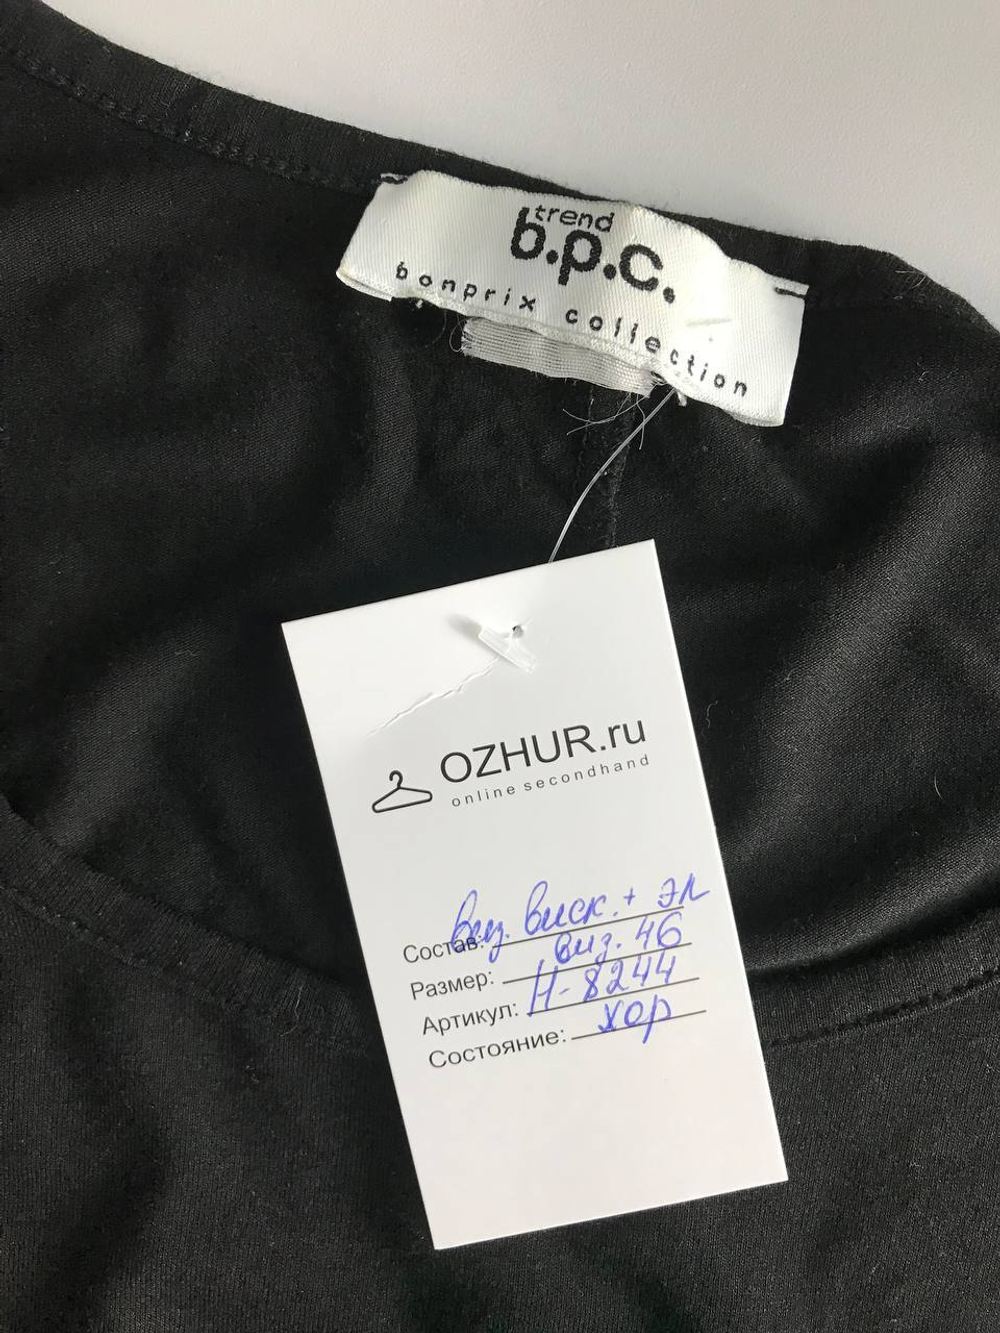 trend
b.p.c.
bonprix collection
OZHUR.ru
online secondhand
Состав: виз. виск. + эл
Размер: виз. 46
Артикул: Н-8244
Состояние: хор